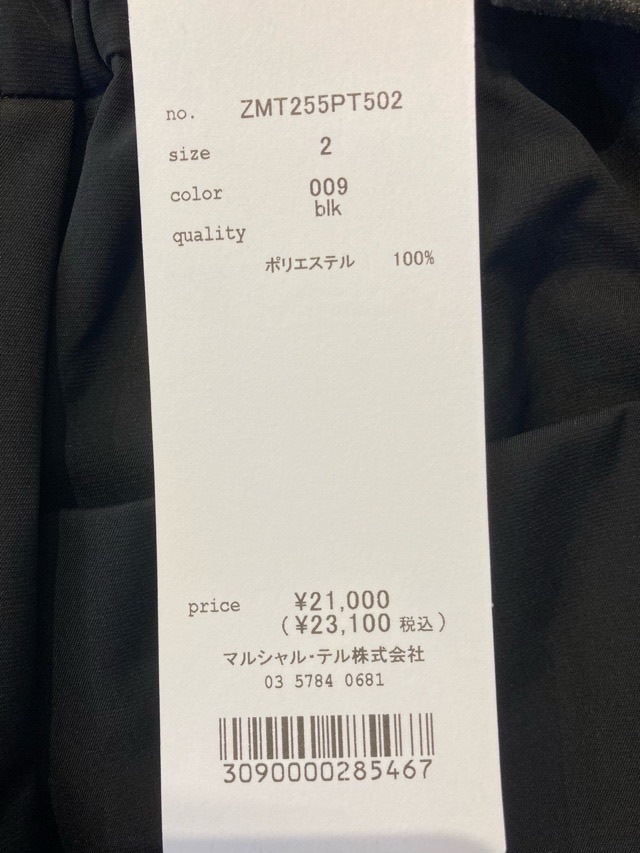 no. ZMT255PT502
size 2
color 009
blk
quality
ポリエステル 100%
price ¥21,000
(¥23,100 税込)
マルシャル・テル株式会社
03 5784 0681
3090000285467